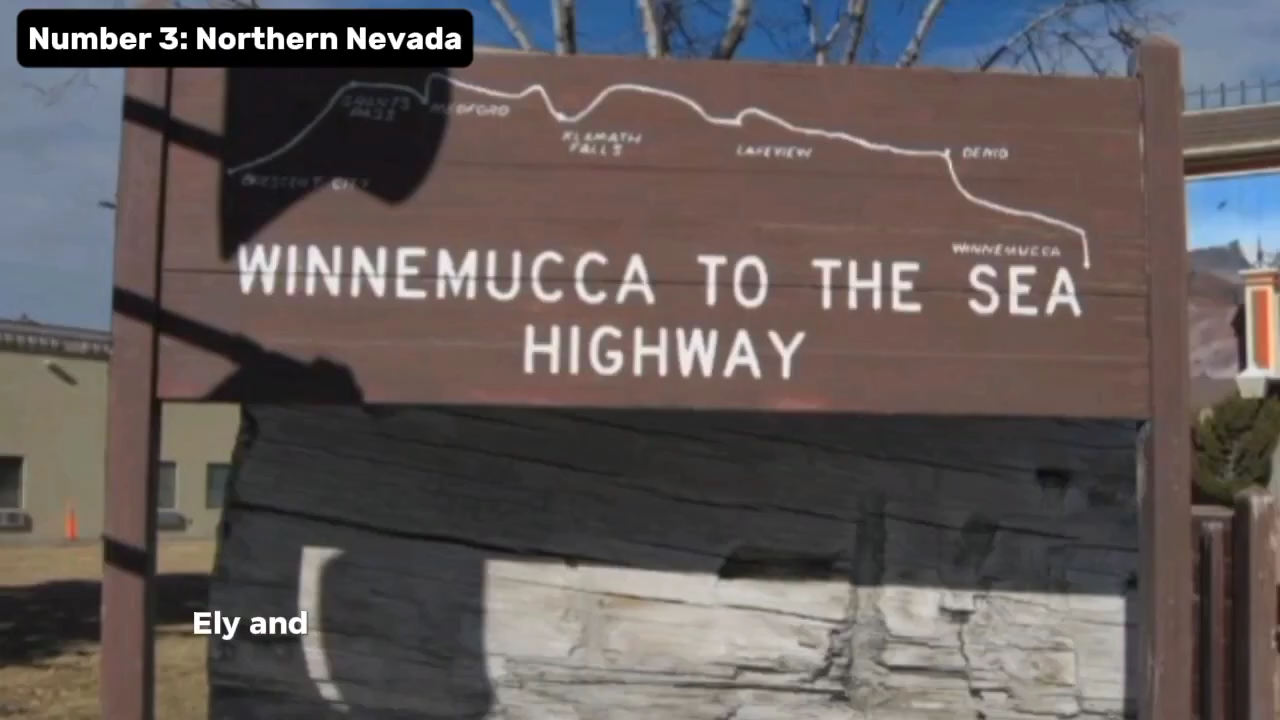 Number 3: Northern Nevada
GRANTS
PASS
MEDFORD
KLAMATH
FALLS
LAKEVIEW
DENIO
CRESCENT CITY
WINNEMUCCA
WINNEMUCCA TO THE SEA
HIGHWAY
Ely and